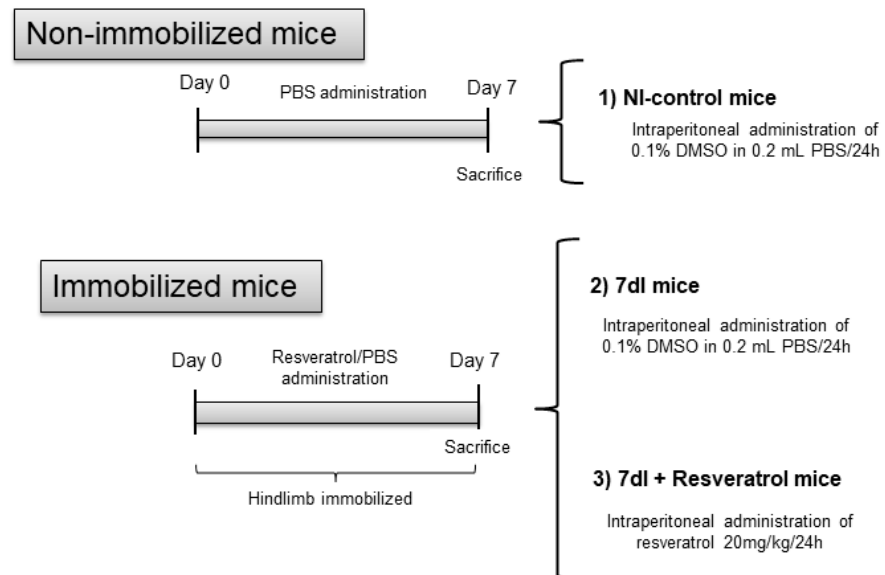 Non-immobilized mice
Day 0
PBS administration
Day 7
Sacrifice
1) NI-control mice
Intraperitoneal administration of
0.1% DMSO in 0.2 mL PBS/24h
Immobilized mice
Day 0
Resveratrol/PBS
administration
Day 7
Sacrifice
Hindlimb immobilized
2) 7dI mice
Intraperitoneal administration of
0.1% DMSO in 0.2 mL PBS/24h
3) 7dI + Resveratrol mice
Intraperitoneal administration of
resveratrol 20mg/kg/24h